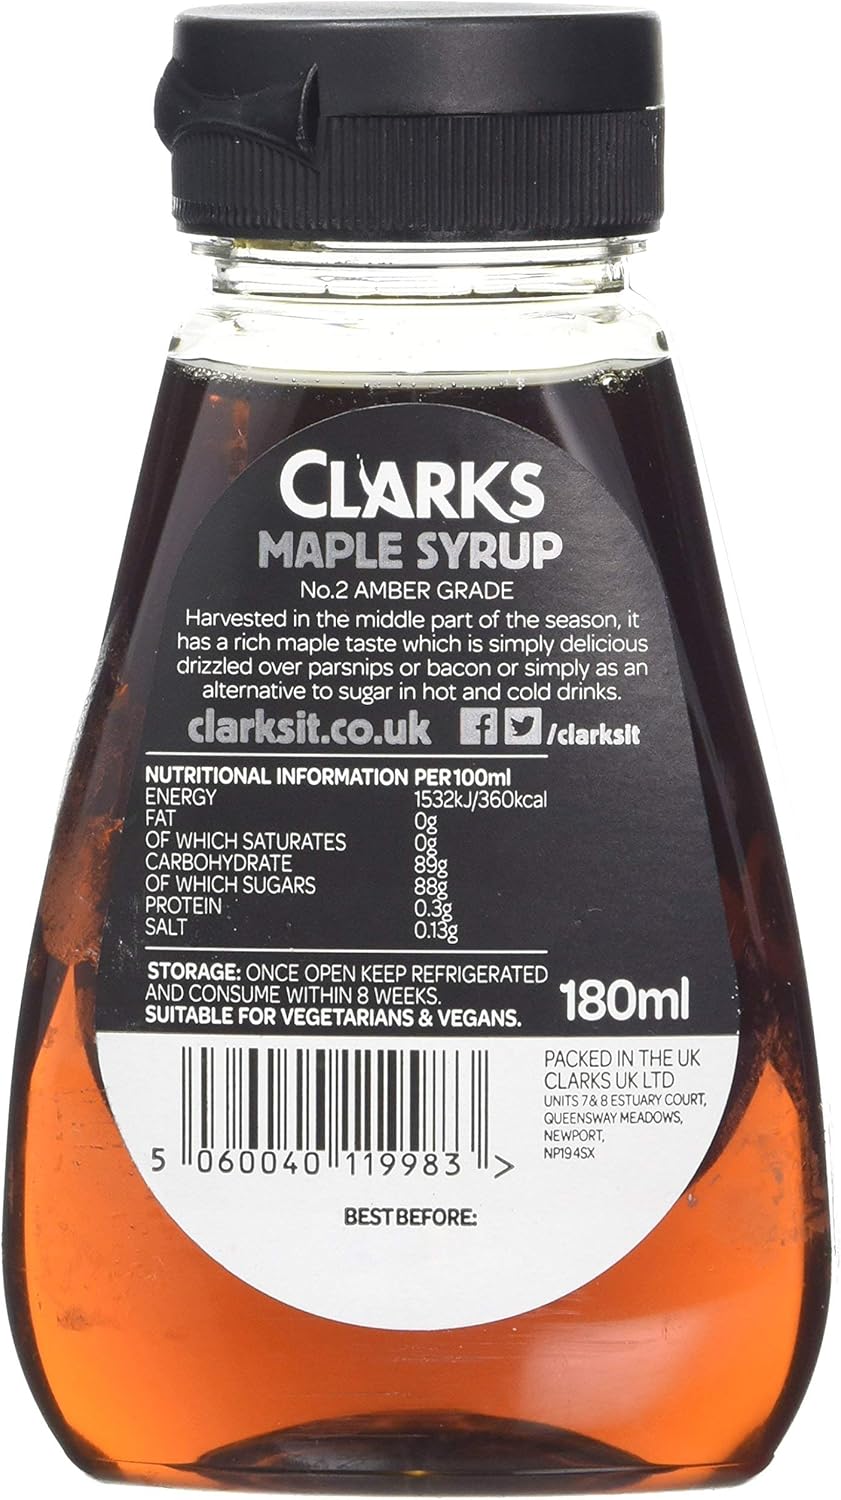 CLARKS
MAPLE SYRUP
No.2 AMBER GRADE
Harvested in the middle part of the season, it
has a rich maple taste which is simply delicious
drizzled over parsnips or bacon or simply as an
alternative to sugar in hot and cold drinks.
clarksit.co.uk /clarksit
NUTRITIONAL INFORMATION PER 100ml
ENERGY 1532kJ/360kcal
FAT 0g
OF WHICH SATURATES 0g
CARBOHYDRATE 89g
OF WHICH SUGARS 88g
PROTEIN 0.3g
SALT 0.13g
STORAGE: ONCE OPEN KEEP REFRIGERATED
AND CONSUME WITHIN 8 WEEKS.
SUITABLE FOR VEGETARIANS & VEGANS.
180ml
PACKED IN THE UK
CLARKS UK LTD
UNITS 7 & 8 ESTUARY COURT,
QUEENSWAY MEADOWS,
NEWPORT,
NP19 4SX
5 060040 119983 >
BEST BEFORE: